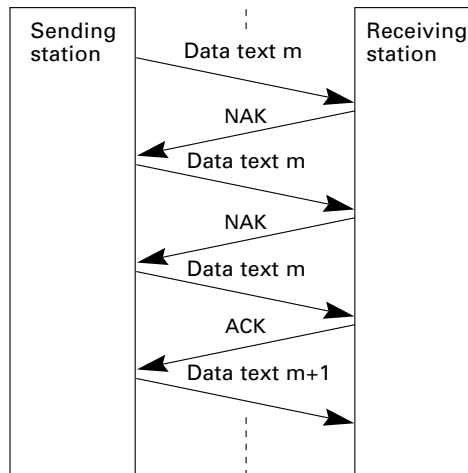 Sending
station
Receiving
station
Data text m
NAK
Data text m
NAK
Data text m
ACK
Data text m+1